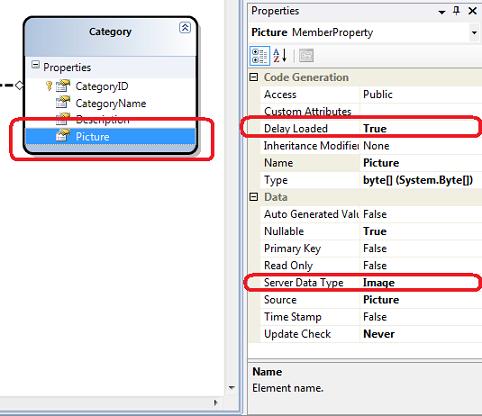 Category
Properties
CategoryID
CategoryName
Description
Picture
Properties
Picture MemberProperty
Code Generation
Access Public
Custom Attributes
Delay Loaded True
Inheritance Modifier None
Name Picture
Type byte[] (System.Byte[])
Data
Auto Generated Valu False
Nullable True
Primary Key False
Read Only False
Server Data Type Image
Source Picture
Time Stamp False
Update Check Never
Name
Element name.